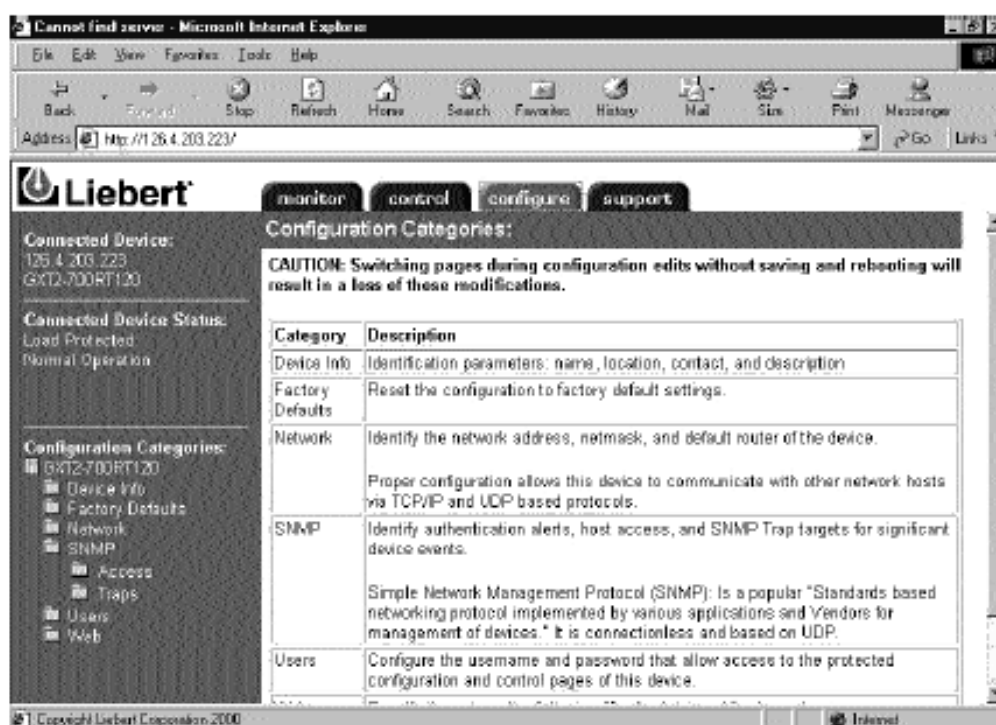 Cannot find server - Microsoft Internet Explorer
File Edit View Favorites Tools Help
Back Forward Stop Refresh Home Search Favorites History Mail Size Print Messenger
Address http://126.4.203.223/ Go Links
Liebert
monitor control configure support
Connected Device:
126.4.203.223
GXT2-700RT120
Connected Device Status:
Load Protected
Normal Operation
Configuration Categories:
GXT2-700RT120
Device Info
Factory Defaults
Network
SNMP
Access
Traps
Users
Web
Configuration Categories:
CAUTION: Switching pages during configuration edits without saving and rebooting will
result in a loss of these modifications.
Category Description
Device Info Identification parameters: name, location, contact, and description
Factory Reset the configuration to factory default settings.
Defaults
Network Identify the network address, netmask, and default router of the device.
Proper configuration allows this device to communicate with other network hosts
via TCP/IP and UDP based protocols.
SNMP Identify authentication alerts, host access, and SNMP Trap targets for significant
device events.
Simple Network Management Protocol (SNMP): Is a popular "Standards based
networking protocol implemented by various applications and Vendors for
management of devices." It is connectionless and based on UDP.
Users Configure the username and password that allow access to the protected
configuration and control pages of this device.
Copyright Liebert Corporation 2000 Internet